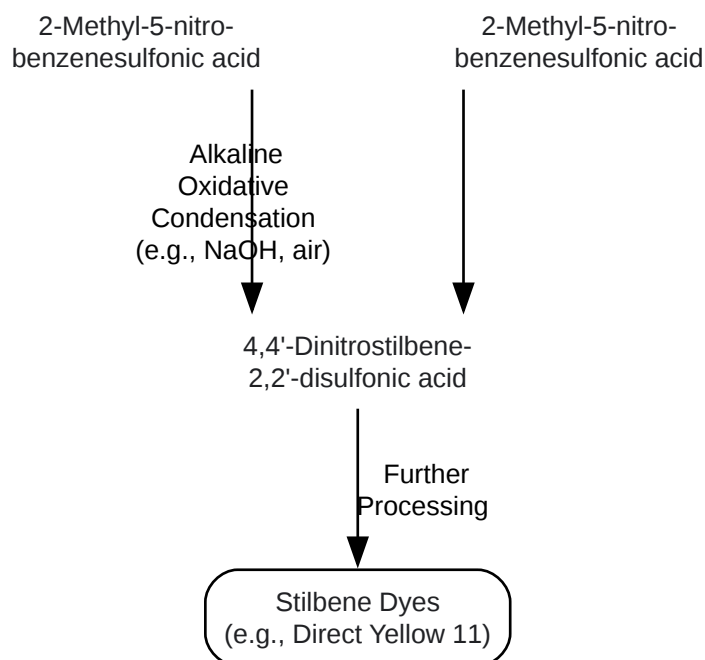 2-Methyl-5-nitro-
benzenesulfonic acid
2-Methyl-5-nitro-
benzenesulfonic acid
Alkaline
Oxidative
Condensation
(e.g., NaOH, air)
4,4'-Dinitrostilbene-
2,2'-disulfonic acid
Further
Processing
Stilbene Dyes
(e.g., Direct Yellow 11)